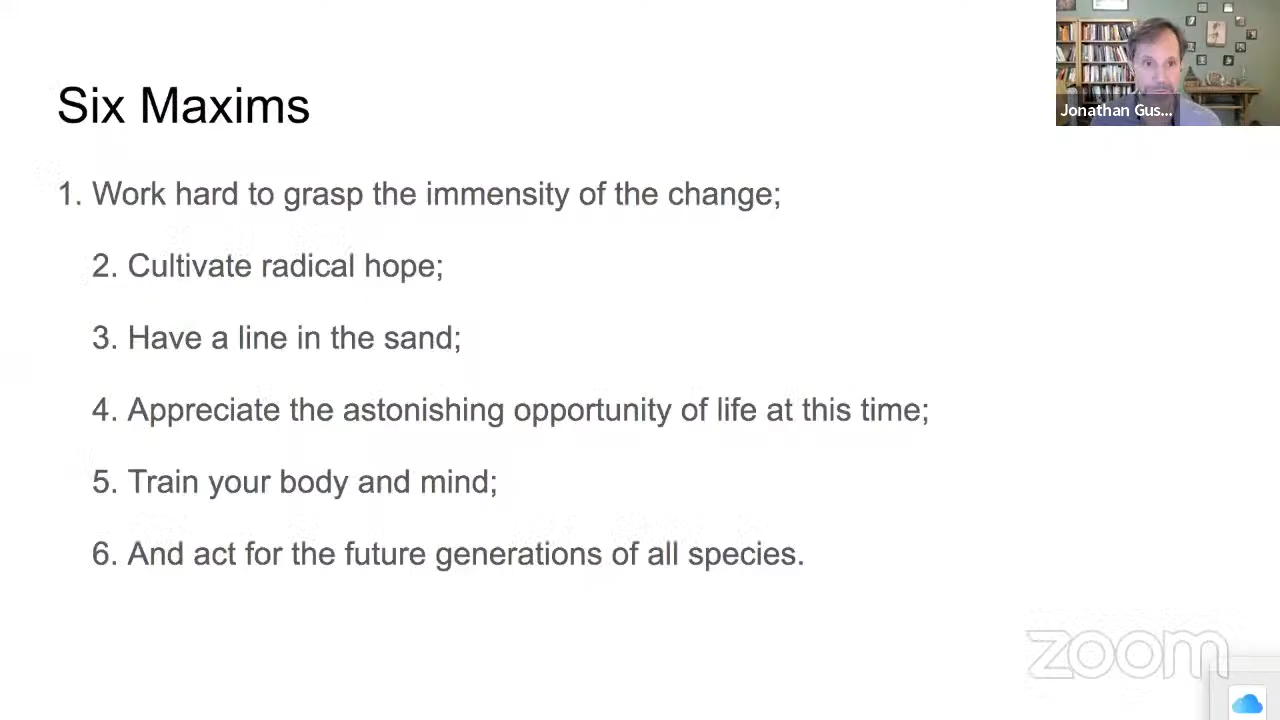 Six Maxims
1. Work hard to grasp the immensity of the change;
2. Cultivate radical hope;
3. Have a line in the sand;
4. Appreciate the astonishing opportunity of life at this time;
5. Train your body and mind;
6. And act for the future generations of all species.
Jonathan Gus...
zoom